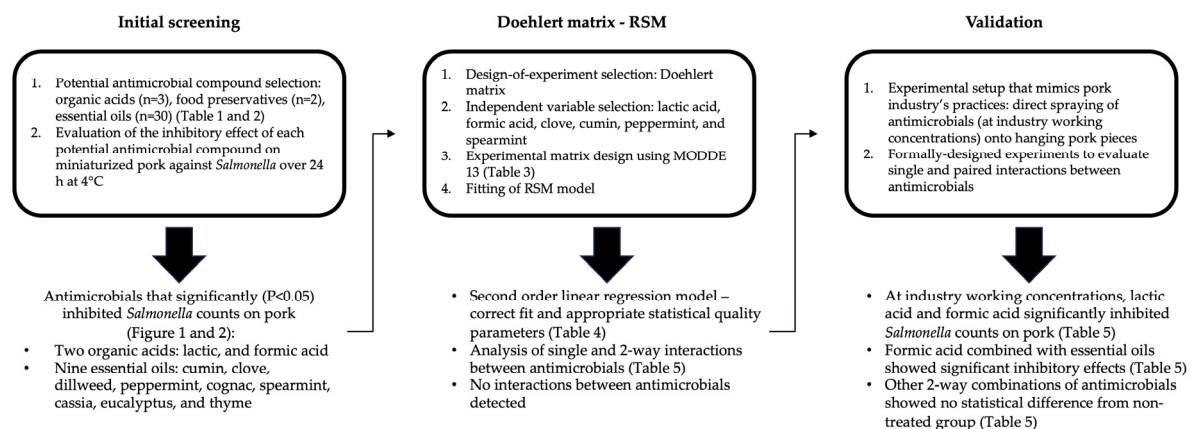 Initial screening
1. Potential antimicrobial compound selection:
organic acids (n=3), food preservatives (n=2),
essential oils (n=30) (Table 1 and 2)
2. Evaluation of the inhibitory effect of each
potential antimicrobial compound on
miniaturized pork against Salmonella over 24
h at 4°C
Antimicrobials that significantly (P<0.05)
inhibited Salmonella counts on pork
(Figure 1 and 2):
• Two organic acids: lactic, and formic acid
• Nine essential oils: cumin, clove,
dillweed, peppermint, cognac, spearmint,
cassia, eucalyptus, and thyme
Doehlert matrix - RSM
1. Design-of-experiment selection: Doehlert
matrix
2. Independent variable selection: lactic acid,
formic acid, clove, cumin, peppermint, and
spearmint
3. Experimental matrix design using MODDE
13 (Table 3)
4. Fitting of RSM model
• Second order linear regression model –
correct fit and appropriate statistical quality
parameters (Table 4)
• Analysis of single and 2-way interactions
between antimicrobials (Table 5)
• No interactions between antimicrobials
detected
Validation
1. Experimental setup that mimics pork
industry's practices: direct spraying of
antimicrobials (at industry working
concentrations) onto hanging pork pieces
2. Formally-designed experiments to evaluate
single and paired interactions between
antimicrobials
• At industry working concentrations, lactic
acid and formic acid significantly inhibited
Salmonella counts on pork (Table 5)
• Formic acid combined with essential oils
showed significant inhibitory effects (Table 5)
• Other 2-way combinations of antimicrobials
showed no statistical difference from non-
treated group (Table 5)